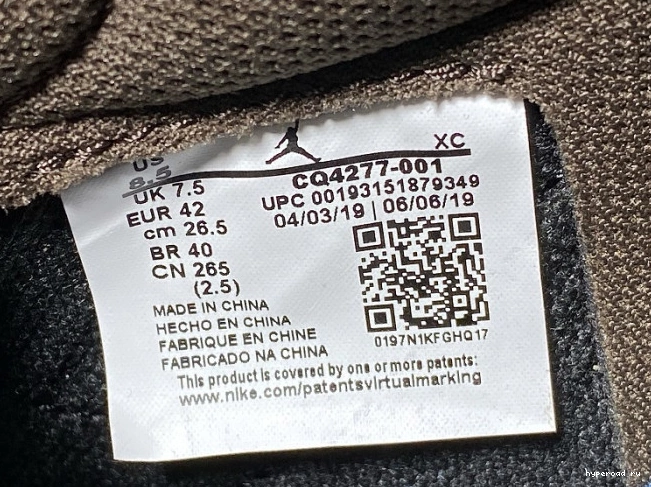 US
8.5
UK 7.5
EUR 42
cm 26.5
BR 40
CN 265
(2.5)
XC
CQ4277-001
UPC 00193151879349
04/03/19 | 06/06/19
0197N1KFGHQ17
MADE IN CHINA
HECHO EN CHINA
FABRIQUE EN CHINE
FABRICADO NA CHINA
This product is covered by one or more patents:
www.nike.com/patentsvirtualmarking
hyperoad.ru